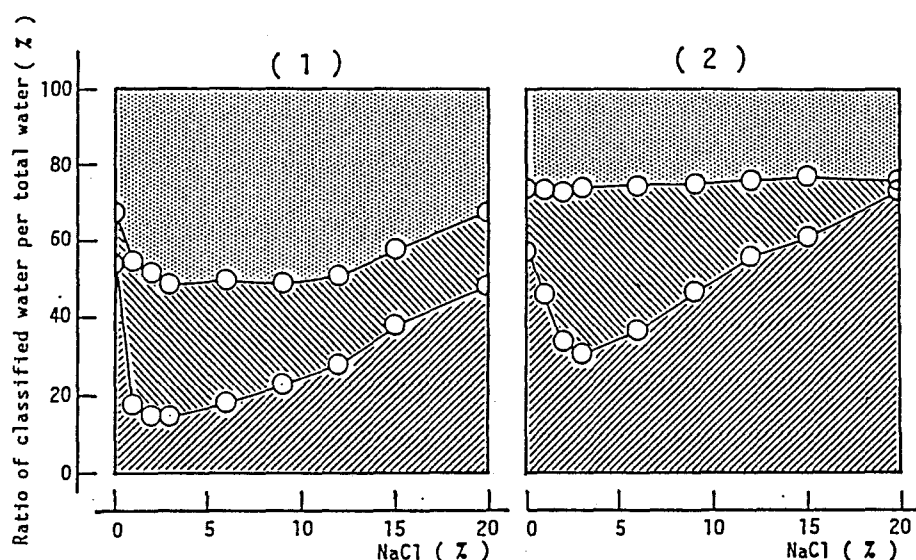 Ratio of classified water per total water ( % )
( 1 )
( 2 )
100
80
60
40
20
0
0 5 10 15 20
NaCl ( % )
0 5 10 15 20
NaCl ( % )